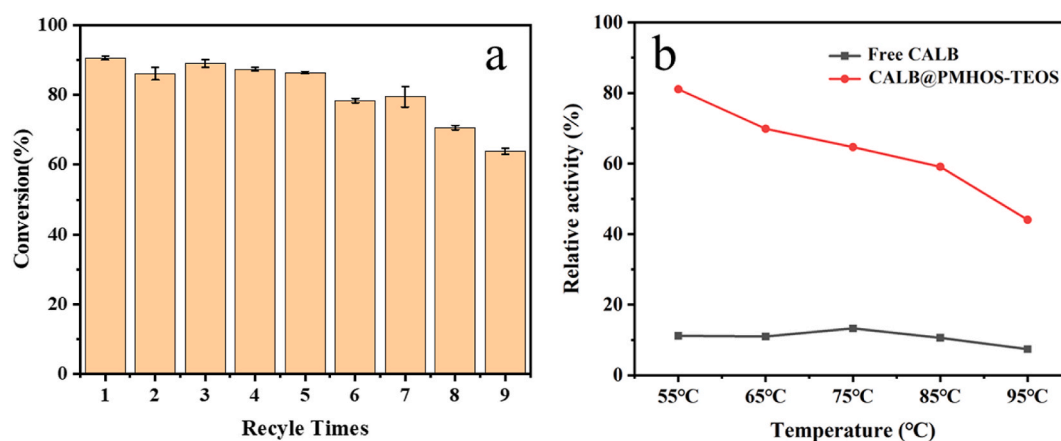 a
Conversion(%)
100
80
60
40
20
0
1 2 3 4 5 6 7 8 9
Recyle Times
b
Free CALB
CALB@PMHOS-TEOS
Relative activity (%)
100
80
60
40
20
0
55℃ 65℃ 75℃ 85℃ 95℃
Temperature (℃)